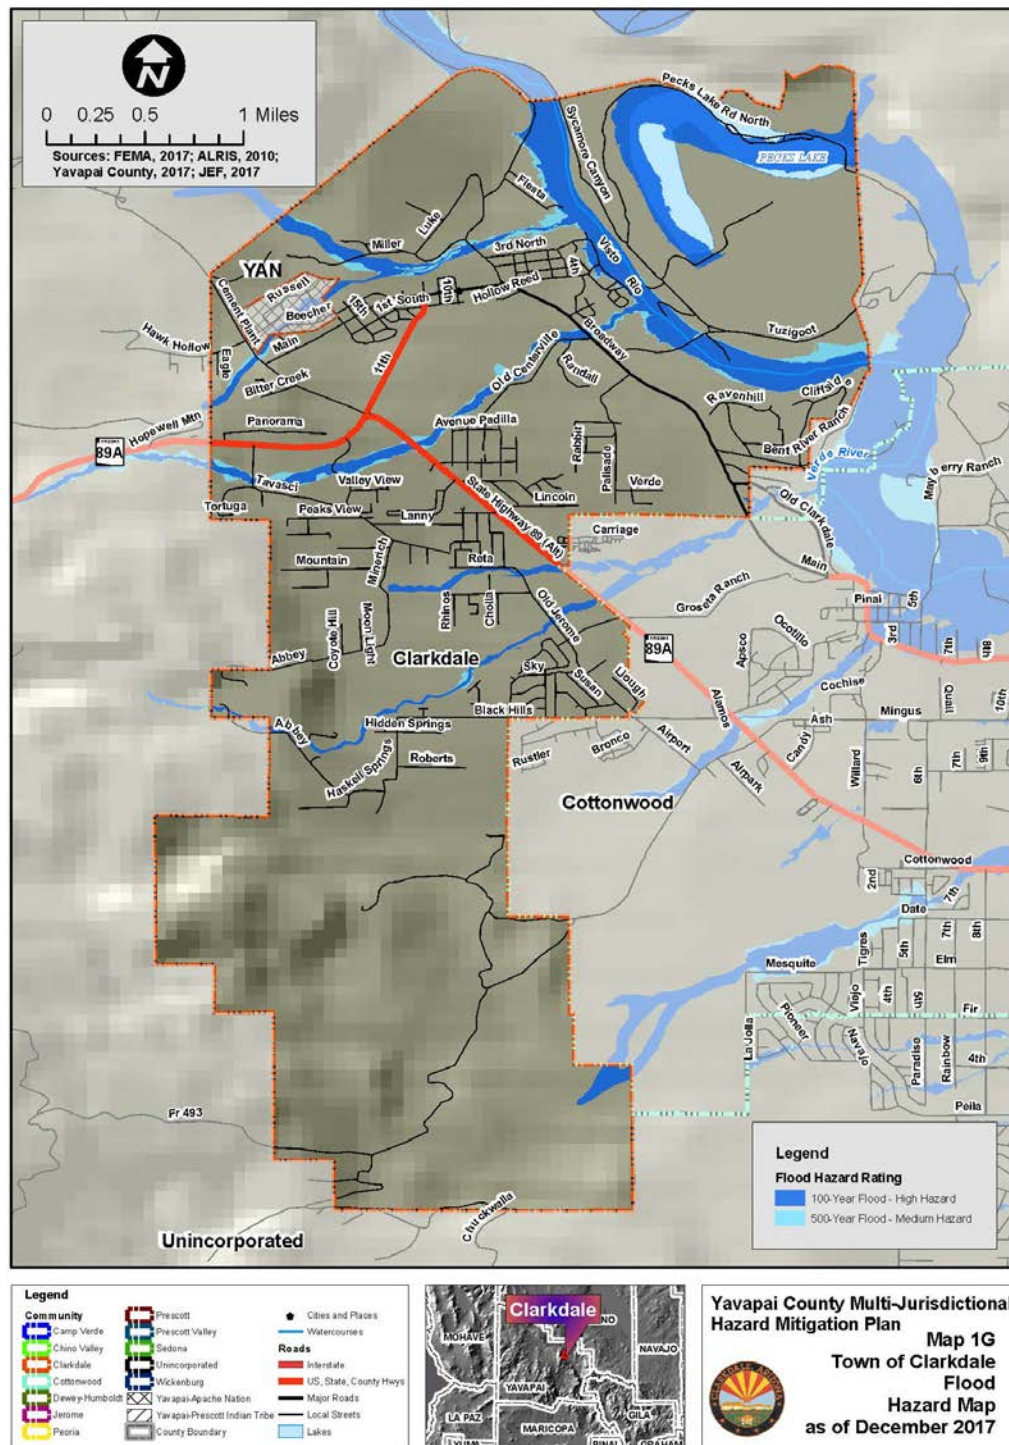 N
0 0.25 0.5 1 Miles
Sources: FEMA, 2017; ALRIS, 2010;
Yavapai County, 2017; JEF, 2017
Pecks Lake Rd North
PECKS LAKE
Sycamore Canyon
Fiesta
Luke
Miller
3rd North
4th
Visto
Rio
YAN
Russell
Beecher
Cement Plant
15th
1st South
10th
Hollow Reed
Broadway
Tuzigoot
Hawk Hollow
Main
Eagle
Bitter Creek
11th
Old Centerville
Randall
Ravenhill
Cliffside
Hopewell Mtn
89A
Panorama
Avenue Padilla
Rabbit
Palisade
Bent River Ranch
Verde River
Mayberry Ranch
Tavasci
Valley View
State Highway 89 (Alt)
Lincoln
Verde
Tortuga
Peaks View
Lanny
Carriage
Old Clarkdale
Main
Mountain
Minerich
Reta
Groseta Ranch
Pinal
5th
3rd
Rhinos
Cholla
Old Jerome
Coyote Hill
Moon Light
89A
Apsco
Ocotillo
7th
8th
Abbey
Clarkdale
Sky
Susan
Liough
Alamos
Cochise
Quail
10th
Abbey
Hidden Springs
Black Hills
Ash
Mingus
Haskell Springs
Roberts
Rustler
Bronco
Airport
Airpark
Candy
Willard
6th
7th
9th
Cottonwood
Cottonwood
2nd
Date
7th
Mesquite
Tigres
5th
7th
8th
Elm
Viejo
4th
5th
Fir
La Jolla
Pioneer
Navajo
Paradise
Rainbow
4th
Peila
Fr 493
Chuckwalla
Unincorporated
Legend
Flood Hazard Rating
100-Year Flood - High Hazard
500-Year Flood - Medium Hazard
Legend
Community
Camp Verde
Chino Valley
Clarkdale
Cottonwood
Dewey-Humboldt
Jerome
Peoria
Prescott
Prescott Valley
Sedona
Unincorporated
Wickenburg
Yavapai-Apache Nation
Yavapai-Prescott Indian Tribe
County Boundary
Cities and Places
Watercourses
Roads
Interstate
US, State, County Hwys
Major Roads
Local Streets
Lakes
Clarkdale
MOHAVE
NO
NAVAJO
YAVAPAI
LA PAZ
MARICOPA
GILA
YUMA
PINAL
GRAHAM
Yavapai County Multi-Jurisdictional
Hazard Mitigation Plan
Map 1G
Town of Clarkdale
Flood
Hazard Map
as of December 2017
CLARKDALE, ARIZONA